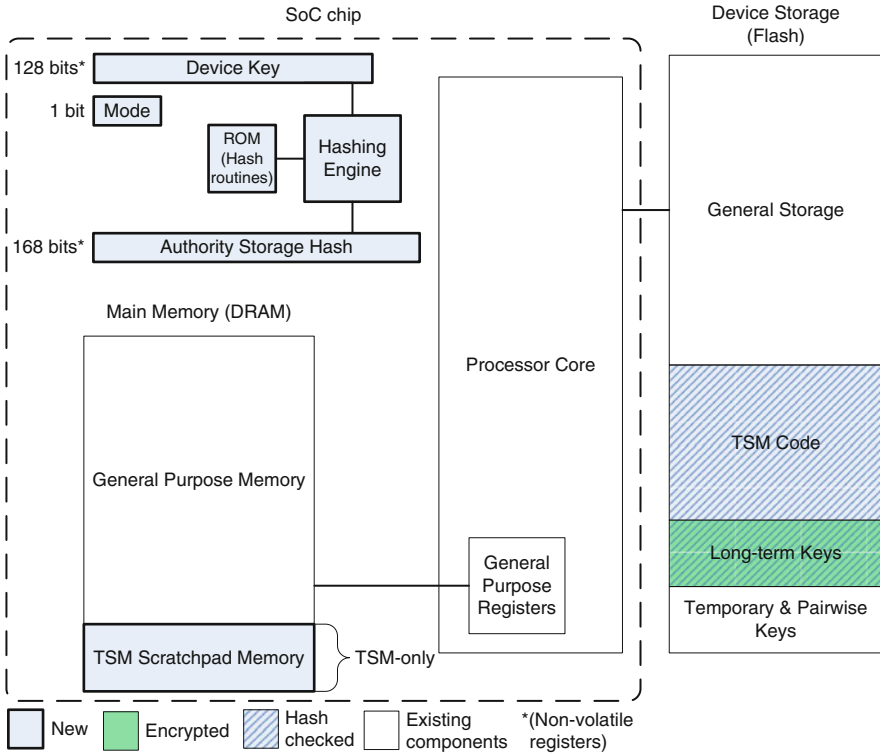 SoC chip
Device Storage
(Flash)
128 bits*
Device Key
1 bit
Mode
ROM
(Hash
routines)
Hashing
Engine
168 bits*
Authority Storage Hash
Main Memory (DRAM)
General Purpose Memory
TSM Scratchpad Memory
TSM-only
Processor Core
General
Purpose
Registers
General Storage
TSM Code
Long-term Keys
Temporary & Pairwise
Keys
New
Encrypted
Hash
checked
Existing
components
*(Non-volatile
registers)